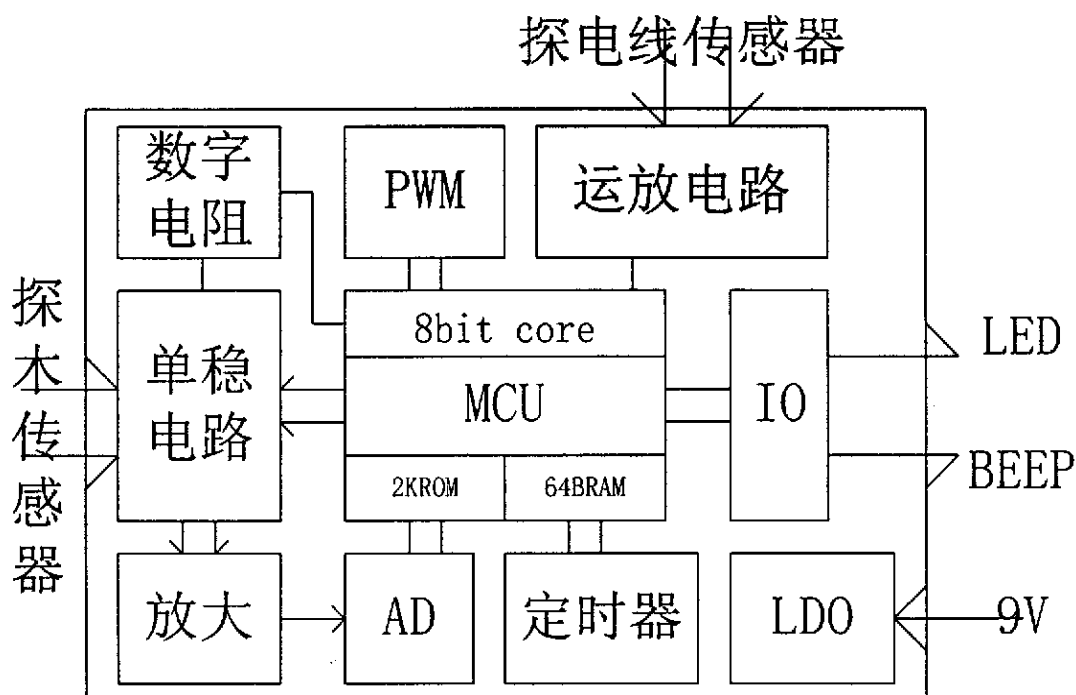 探电线传感器
数字
电阻
PWM
运放电路
探木传感器
单稳
电路
8bit core
MCU
2KROM
64BRAM
IO
LED
BEEP
放大
AD
定时器
LDO
9V